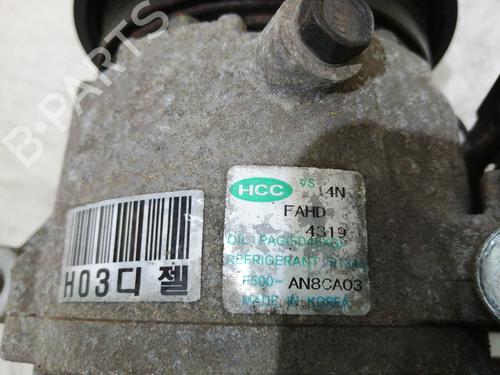 B-PARTS
HCC VS 14N
FAHD
4319
REFRIGERANT
F500- AN8CA03
MADE IN KOREA
H03디젤